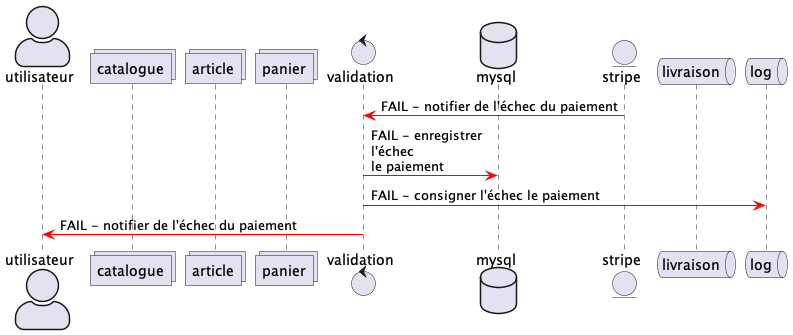 utilisateur
catalogue
article
panier
validation
mysql
stripe
livraison
log
FAIL – notifier de l'échec du paiement
FAIL – enregistrer
l'échec
le paiement
FAIL – consigner l'échec le paiement
FAIL – notifier de l'échec du paiement
utilisateur
catalogue
article
panier
validation
mysql
stripe
livraison
log